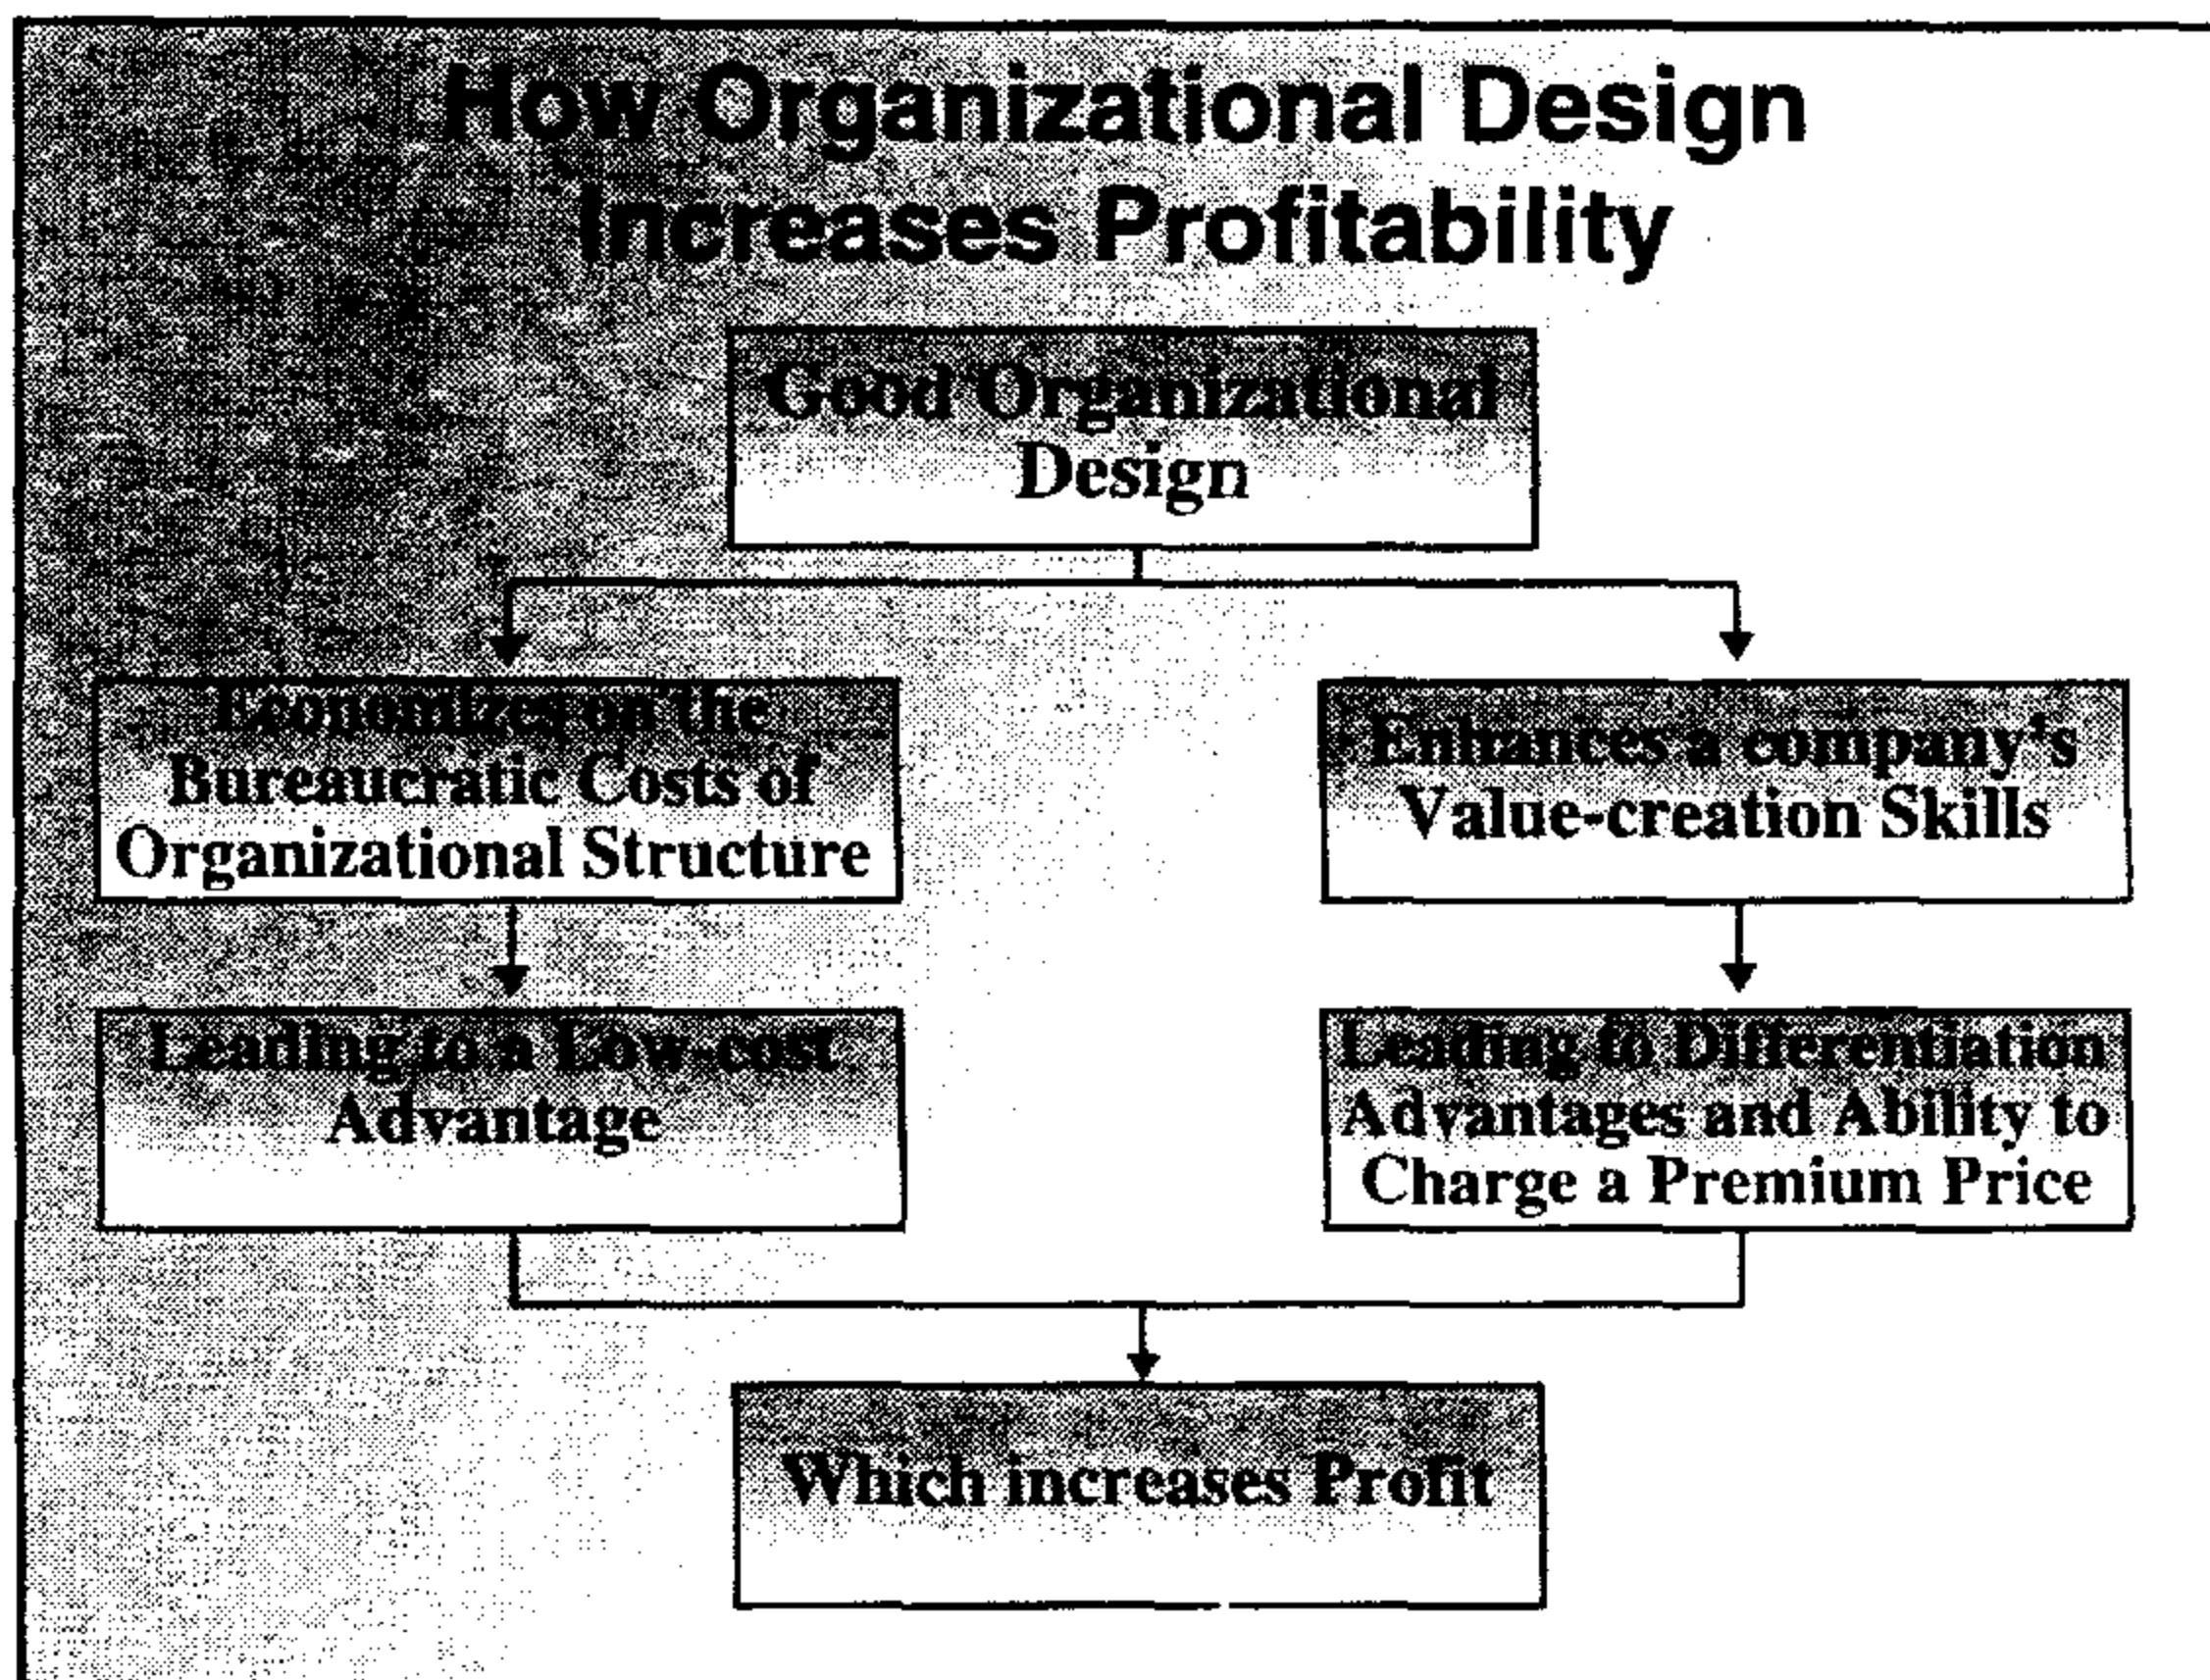 How Organizational Design
Increases Profitability
Good Organizational
Design
Economizes on the
Bureaucratic Costs of
Organizational Structure
Enhances a company's
Value-creation Skills
Leading to a Low-cost
Advantage
Leading to Differentiation
Advantages and Ability to
Charge a Premium Price
Which increases Profit